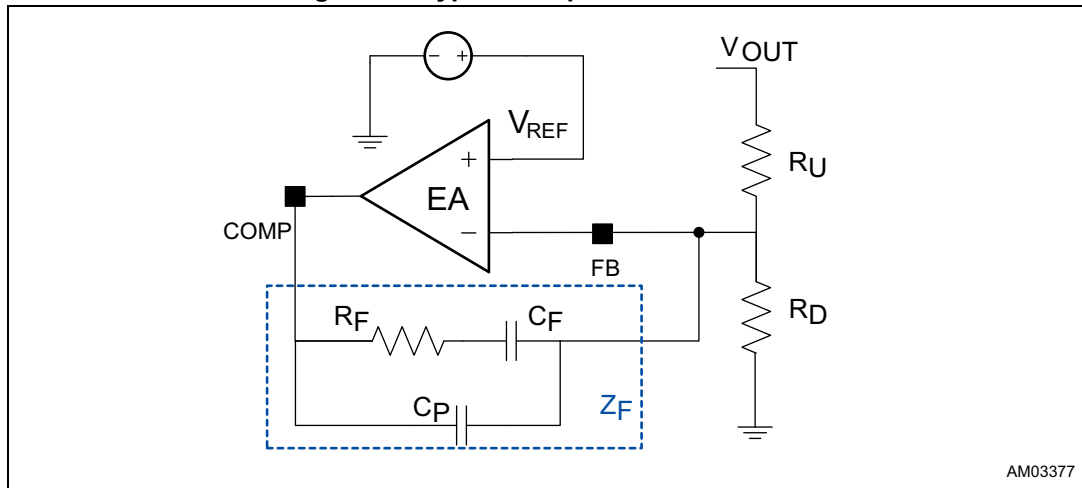 - +
VOUT
VREF
+
RU
EA
COMP
-
FB
RF
CF
RD
CP
ZF
AM03377